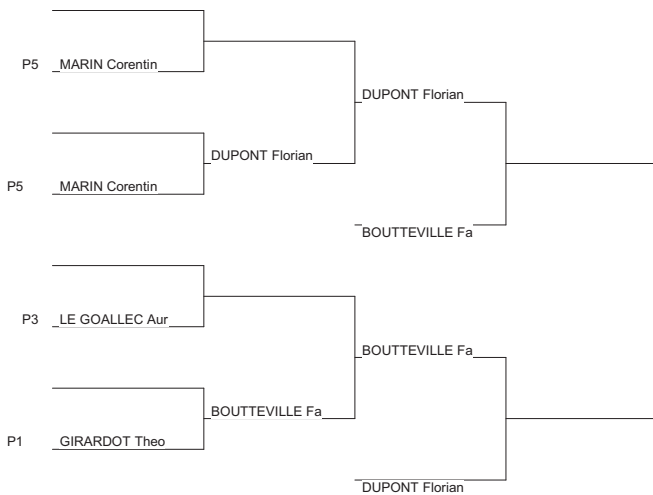 P5 MARIN Corentin
DUPONT Florian
DUPONT Florian
P5 MARIN Corentin
BOUTTEVILLE Fa
P3 LE GOALLEC Aur
BOUTTEVILLE Fa
BOUTTEVILLE Fa
P1 GIRARDOT Theo
DUPONT Florian